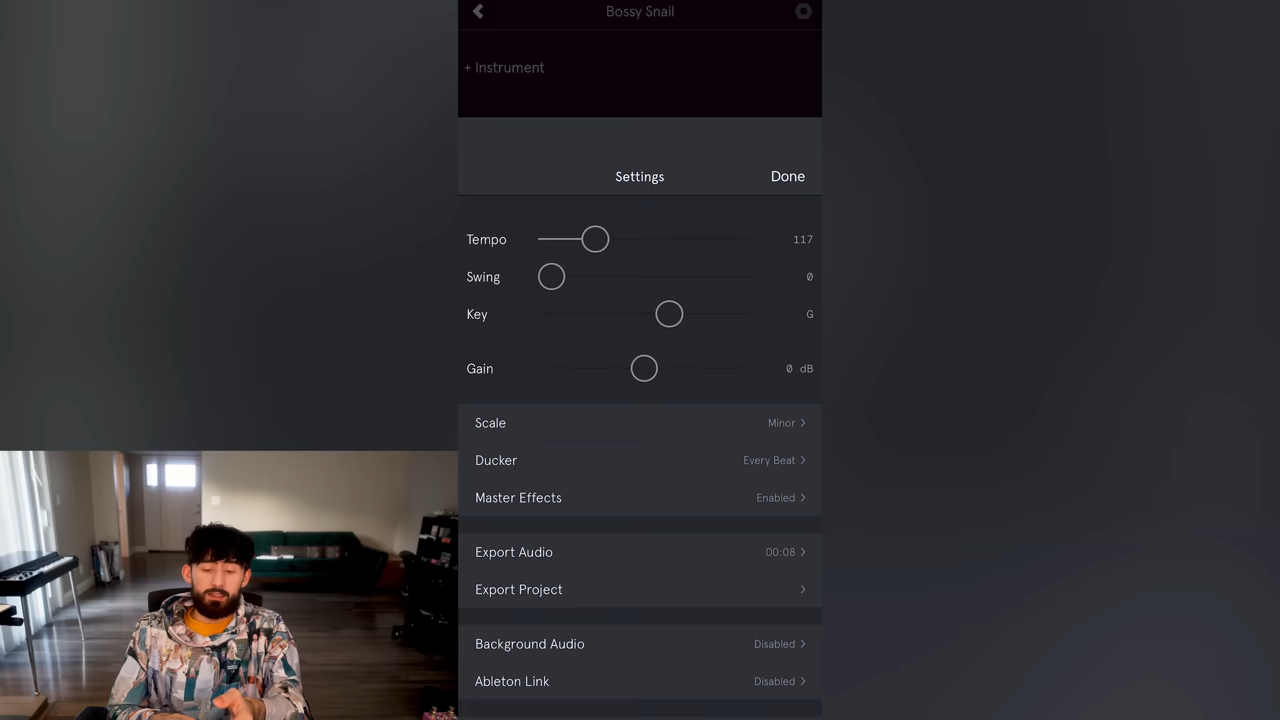 Bossy Snail
+ Instrument
Settings Done
Tempo 117
Swing 0
Key G
Gain 0 dB
Scale Minor
Ducker Every Beat
Master Effects Enabled
Export Audio 00:08
Export Project
Background Audio Disabled
Ableton Link Disabled